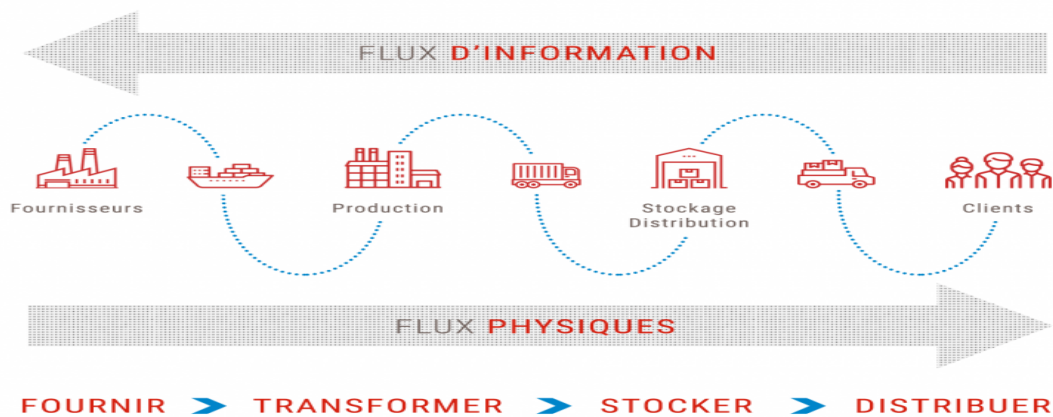 FLUX D'INFORMATION
Fournisseurs
Production
Stockage
Distribution
Clients
FLUX PHYSIQUES
FOURNIR > TRANSFORMER > STOCKER > DISTRIBUER